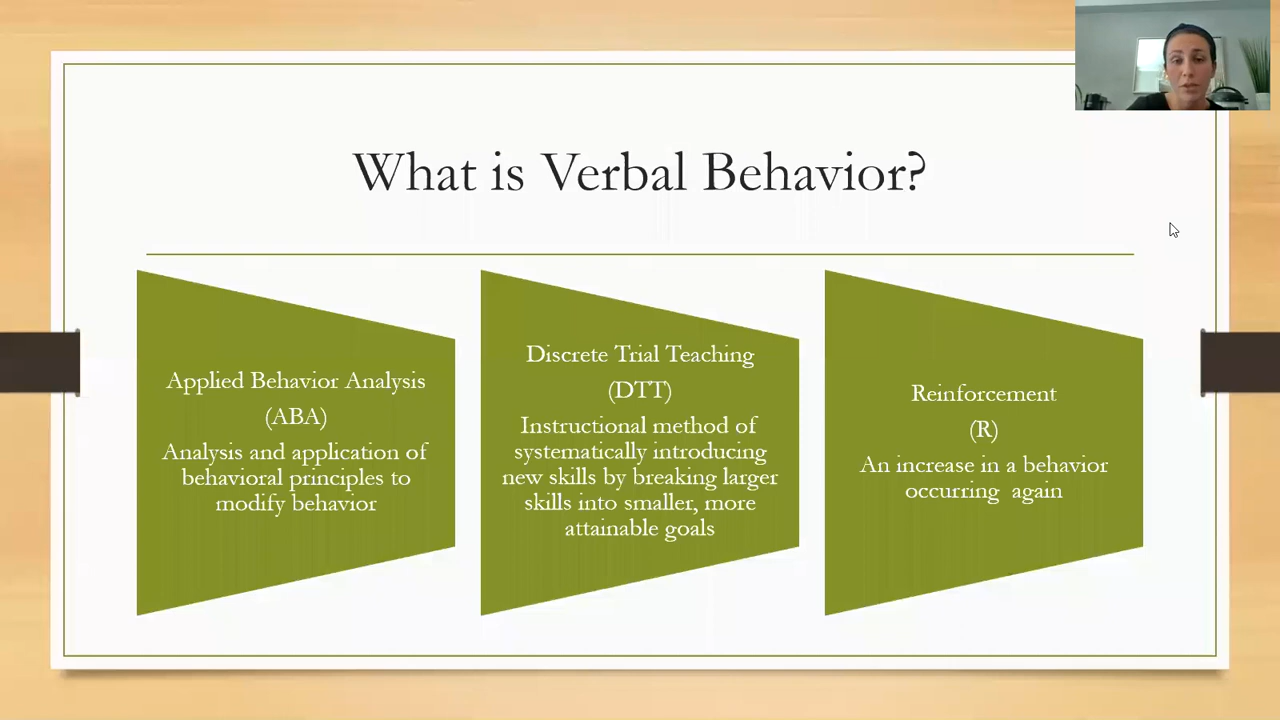 What is Verbal Behavior?
Applied Behavior Analysis
(ABA)
Analysis and application of
behavioral principles to
modify behavior
Discrete Trial Teaching
(DTT)
Instructional method of
systematically introducing
new skills by breaking larger
skills into smaller, more
attainable goals
Reinforcement
(R)
An increase in a behavior
occurring again